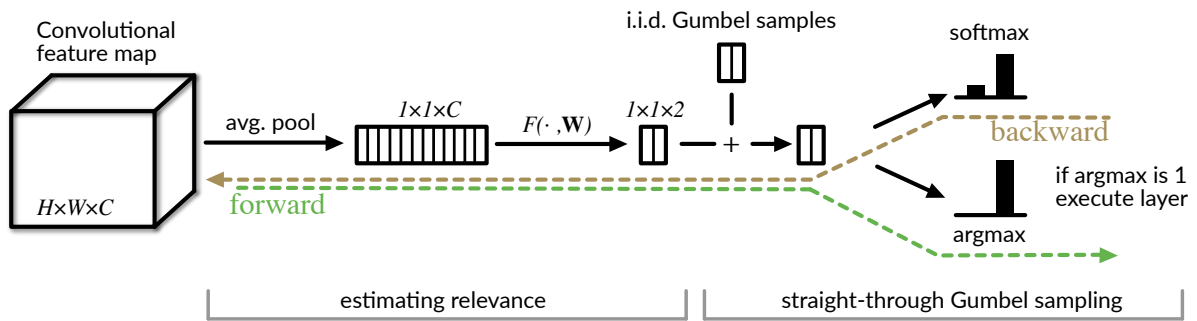 Convolutional
feature map
H×W×C
avg. pool
1×1×C
F(· ,W)
1×1×2
i.i.d. Gumbel samples
+
softmax
backward
forward
if argmax is 1
execute layer
argmax
estimating relevance
straight-through Gumbel sampling